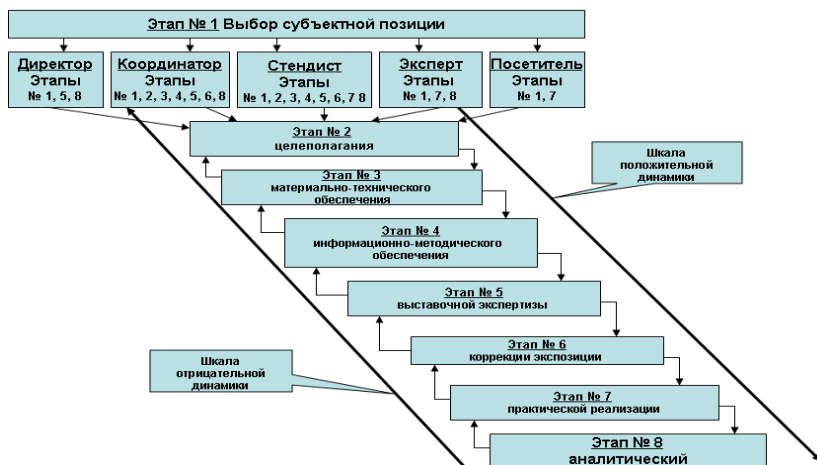 Этап № 1 Выбор субъектной позиции
Директор
Этапы
№ 1, 5, 8
Координатор
Этапы
№ 1, 2, 3, 4, 5, 6, 8
Стендист
Этапы
№ 1, 2, 3, 4, 5, 6, 7 8
Эксперт
Этапы
№ 1, 7, 8
Посетитель
Этапы
№ 1, 7
Этап № 2
целеполагания
Шкала
положительной
динамики
Этап № 3
материально-технического
обеспечения
Этап № 4
информационно-методического
обеспечения
Этап № 5
выставочной экспертизы
Этап № 6
коррекции экспозиции
Шкала
отрицательной
динамики
Этап № 7
практической реализации
Этап № 8
аналитический